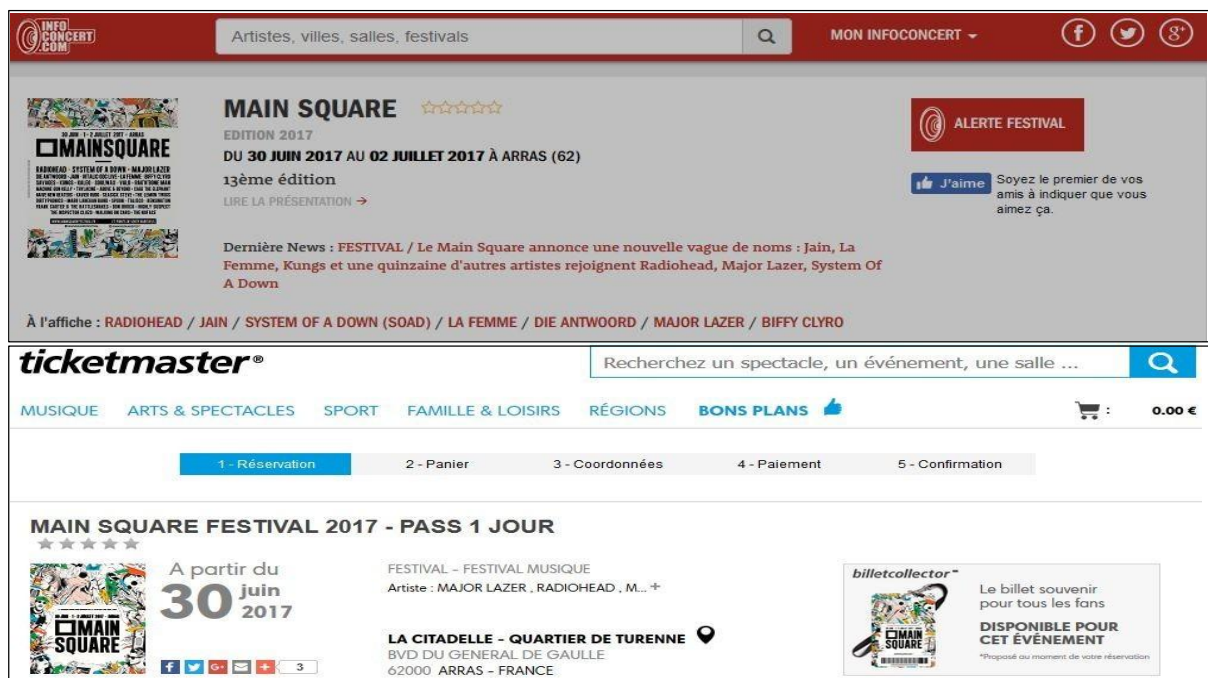 INFO
CONCERT
.COM
Artistes, villes, salles, festivals
MON INFOCONCERT
MAIN SQUARE
EDITION 2017
DU 30 JUIN 2017 AU 02 JUILLET 2017 À ARRAS (62)
13ème édition
LIRE LA PRÉSENTATION →
30 JUIN - 1 - 2 JUILLET 2017 - ARRAS
MAINSQUARE
RADIOHEAD - SYSTEM OF A DOWN - MAJOR LAZER
Dernière News : FESTIVAL / Le Main Square annonce une nouvelle vague de noms : Jain, La
Femme, Kungs et une quinzaine d'autres artistes rejoignent Radiohead, Major Lazer, System Of
A Down
ALERTE FESTIVAL
J'aime
Soyez le premier de vos
amis à indiquer que vous
aimez ça.
À l'affiche : RADIOHEAD / JAIN / SYSTEM OF A DOWN (SOAD) / LA FEMME / DIE ANTWOORD / MAJOR LAZER / BIFFY CLYRO
ticketmaster®
Recherchez un spectacle, un événement, une salle ...
MUSIQUE ARTS & SPECTACLES SPORT FAMILLE & LOISIRS RÉGIONS BONS PLANS : 0.00 €
1 - Réservation 2 - Panier 3 - Coordonnées 4 - Paiement 5 - Confirmation
MAIN SQUARE FESTIVAL 2017 - PASS 1 JOUR
MAIN
SQUARE
A partir du
30 juin
2017
3
FESTIVAL - FESTIVAL MUSIQUE
Artiste : MAJOR LAZER , RADIOHEAD , M... +
LA CITADELLE - QUARTIER DE TURENNE
BVD DU GENERAL DE GAULLE
62000 ARRAS - FRANCE
billetcollector
MAIN
SQUARE
Le billet souvenir
pour tous les fans
DISPONIBLE POUR
CET ÉVÉNEMENT
*Proposé au moment de votre réservation